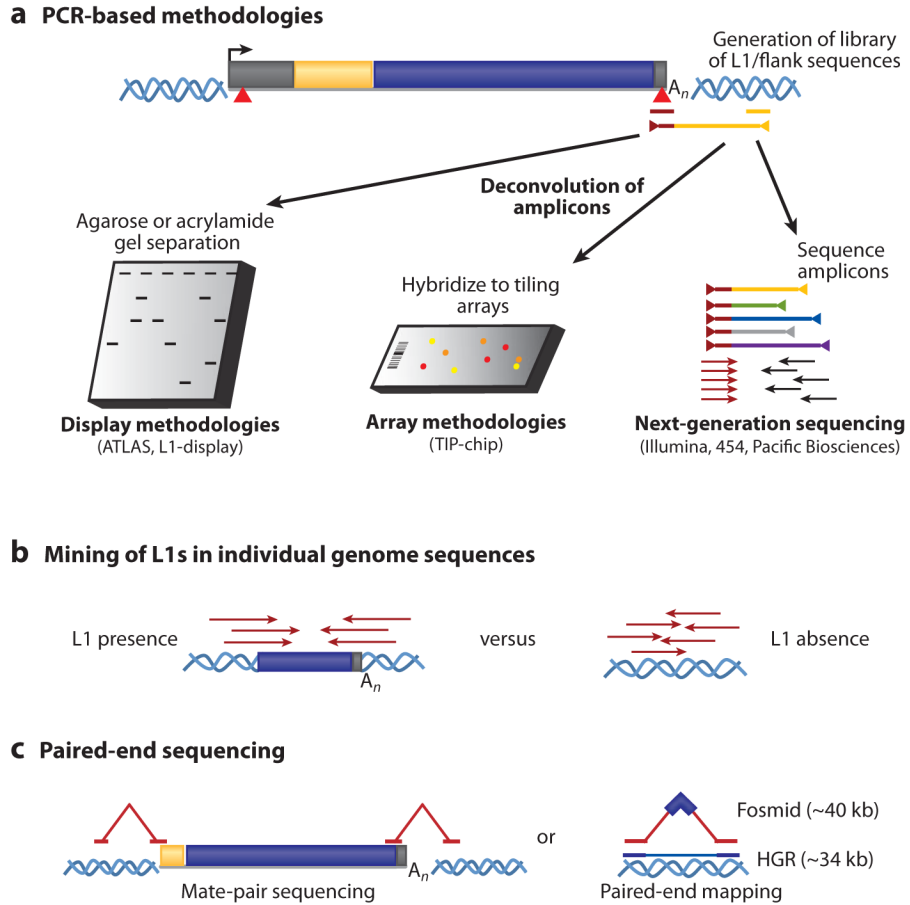 a PCR-based methodologies
Generation of library
of L1/flank sequences
An
Deconvolution of
amplicons
Agarose or acrylamide
gel separation
Hybridize to tiling
arrays
Sequence
amplicons
Display methodologies
(ATLAS, L1-display)
Array methodologies
(TIP-chip)
Next-generation sequencing
(Illumina, 454, Pacific Biosciences)
b Mining of L1s in individual genome sequences
L1 presence
versus
L1 absence
An
c Paired-end sequencing
Fosmid (~40 kb)
or
HGR (~34 kb)
An
Mate-pair sequencing
Paired-end mapping